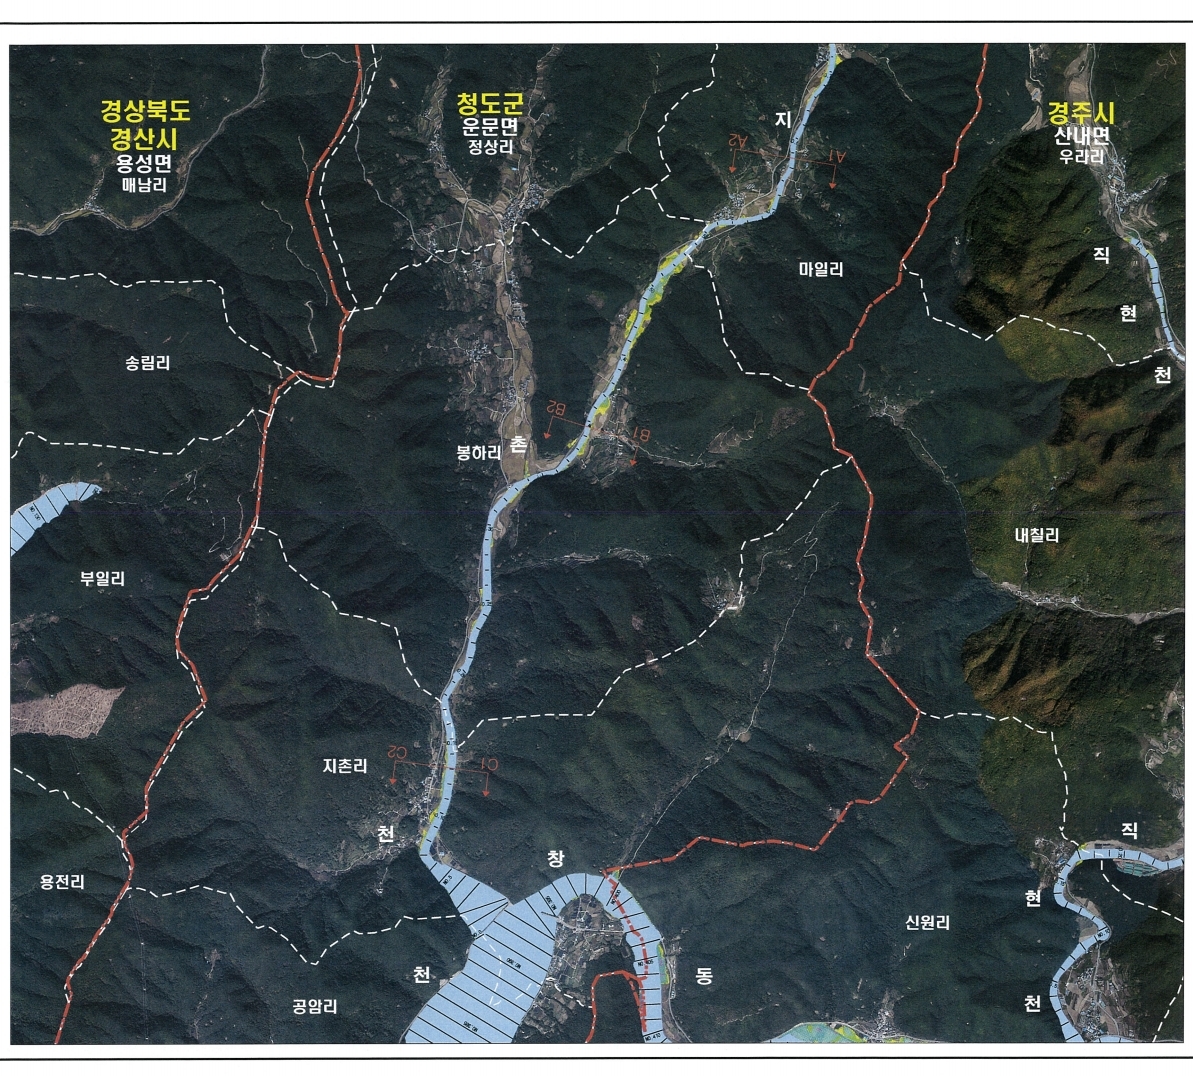 경상북도
경산시
용성면
매남리
청도군
운문면
정상리
경주시
산내면
우라리
지
A2
A1
마일리
직
현
천
송림리
B2
B1
봉하리
촌
내칠리
부일리
지촌리
C2
C1
천
창
직
용전리
현
신원리
천
동
천
공암리